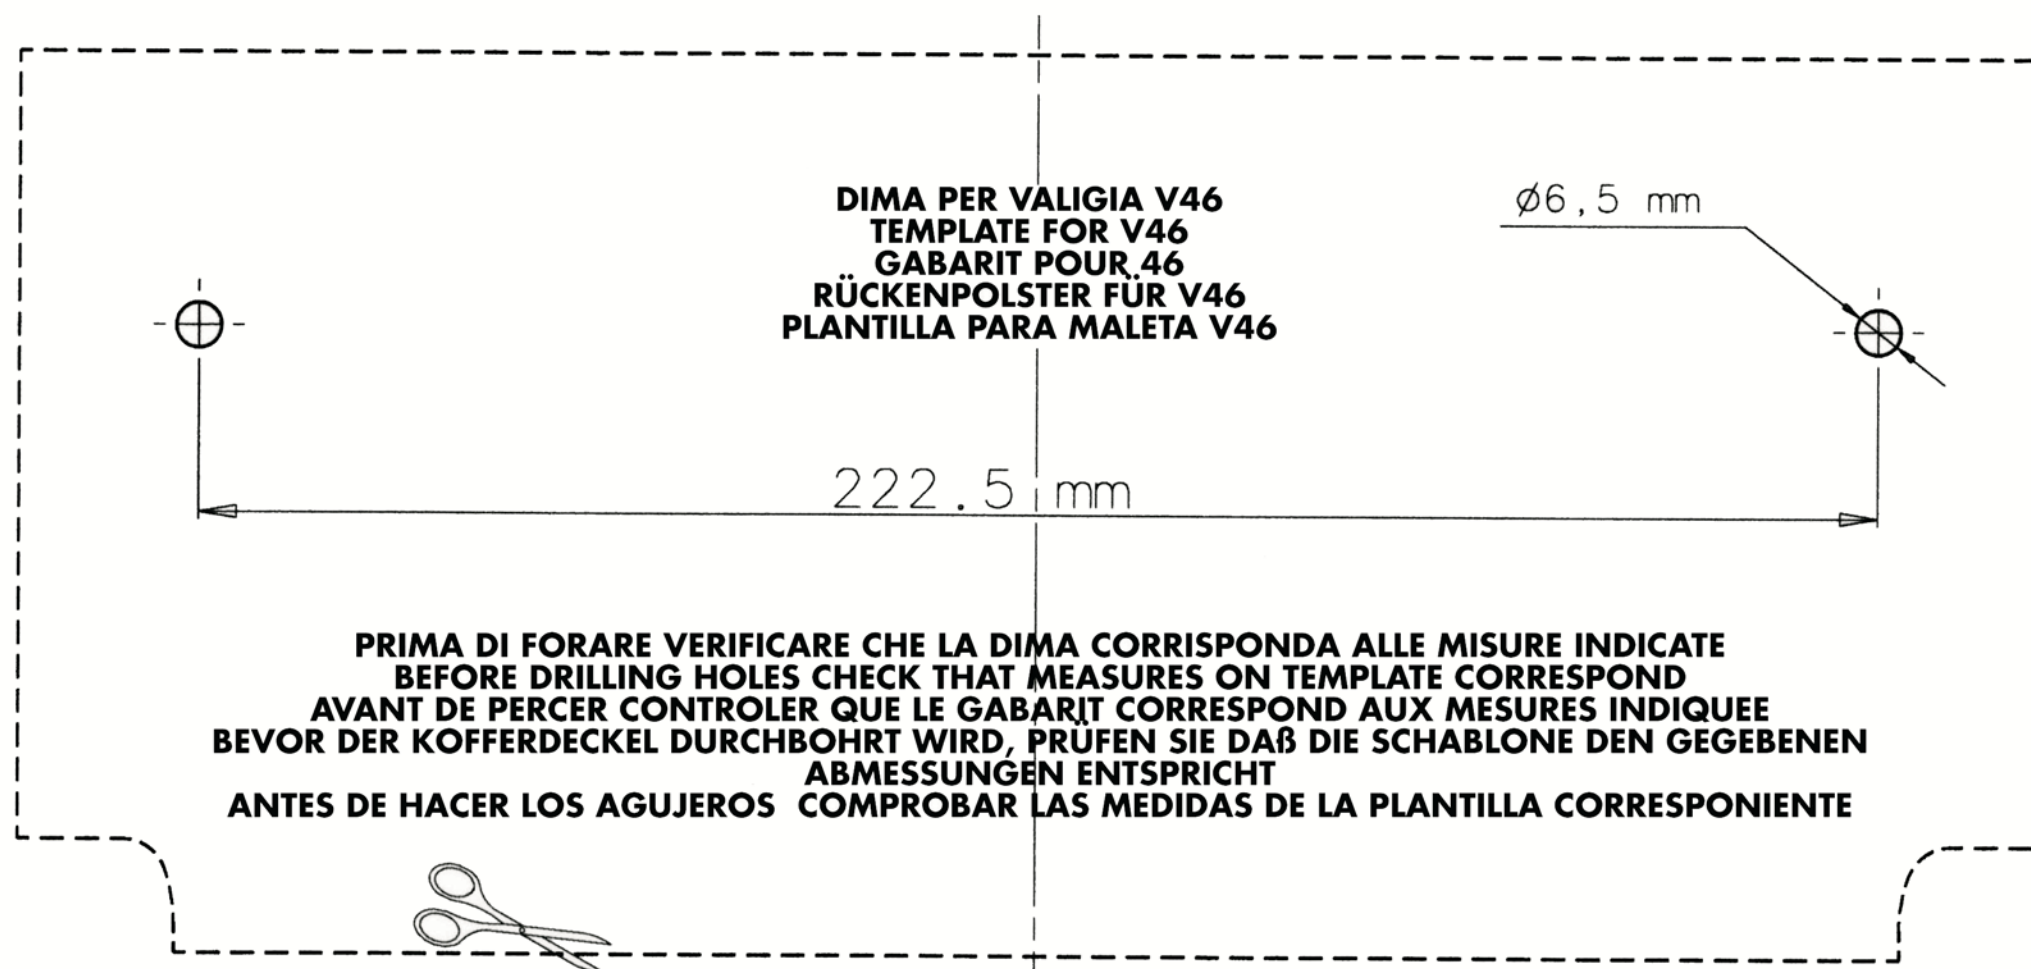 DIMA PER VALIGIA V46
TEMPLATE FOR V46
GABARIT POUR 46
RÜCKENPOLSTER FÜR V46
PLANTILLA PARA MALETA V46
Ø6,5 mm
222.5 mm
PRIMA DI FORARE VERIFICARE CHE LA DIMA CORRISPONDA ALLE MISURE INDICATE
BEFORE DRILLING HOLES CHECK THAT MEASURES ON TEMPLATE CORRESPOND
AVANT DE PERCER CONTROLER QUE LE GABARIT CORRESPOND AUX MESURES INDIQUEE
BEVOR DER KOFFERDECKEL DURCHBOHRT WIRD, PRÜFEN SIE DAß DIE SCHABLONE DEN GEGEBENEN
ABMESSUNGEN ENTSPRICHT
ANTES DE HACER LOS AGUJEROS  COMPROBAR LAS MEDIDAS DE LA PLANTILLA CORRESPONIENTE